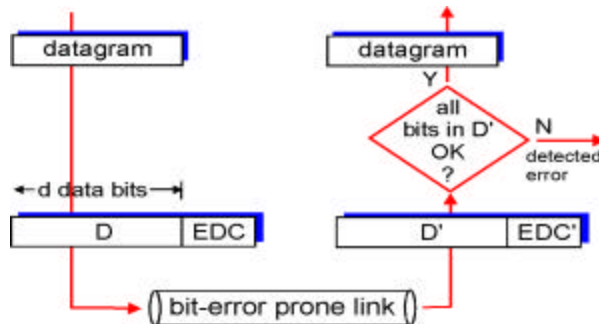 datagram
datagram
Y
all
bits in D'
OK
?
N
detected
error
d data bits
D
EDC
D'
EDC'
bit-error prone link